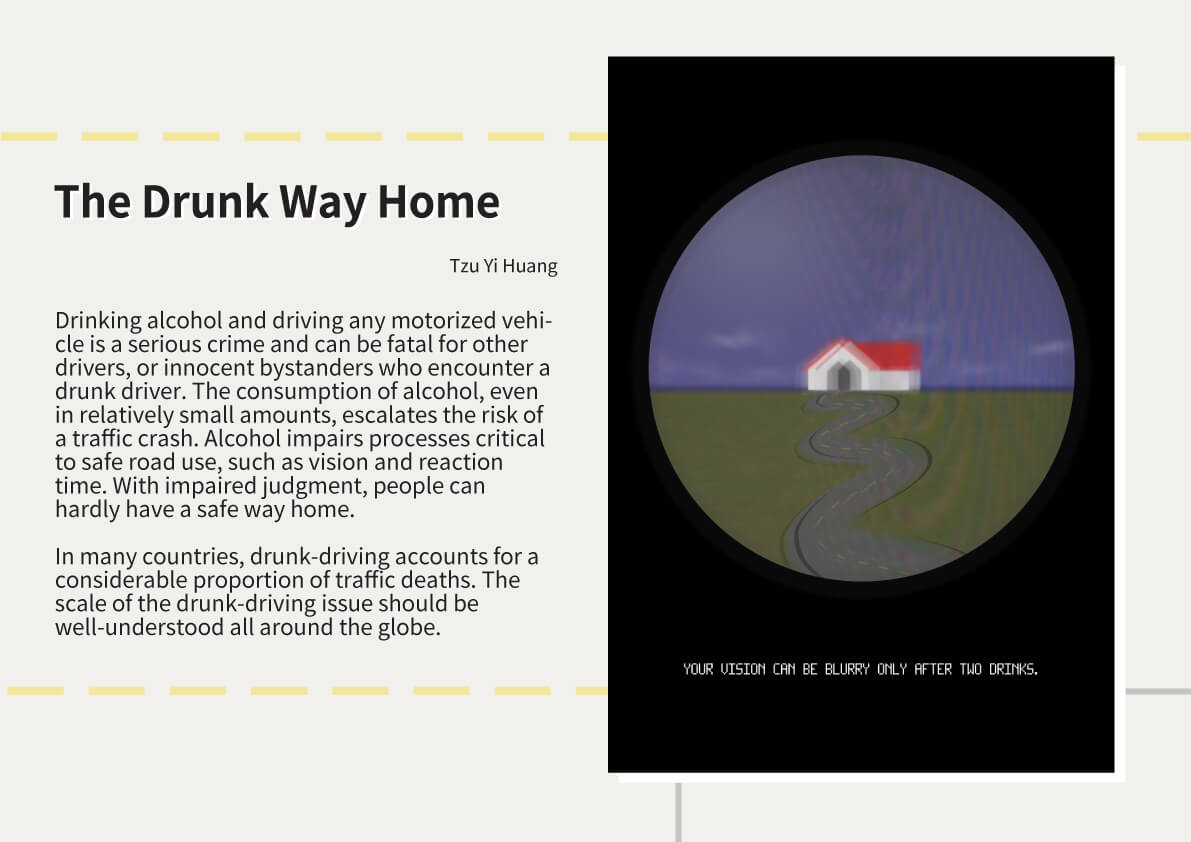 The Drunk Way Home
Tzu Yi Huang
Drinking alcohol and driving any motorized vehi-
cle is a serious crime and can be fatal for other
drivers, or innocent bystanders who encounter a
drunk driver. The consumption of alcohol, even
in relatively small amounts, escalates the risk of
a traffic crash. Alcohol impairs processes critical
to safe road use, such as vision and reaction
time. With impaired judgment, people can
hardly have a safe way home.
In many countries, drunk-driving accounts for a
considerable proportion of traffic deaths. The
scale of the drunk-driving issue should be
well-understood all around the globe.
YOUR VISION CAN BE BLURRY ONLY AFTER TWO DRINKS.